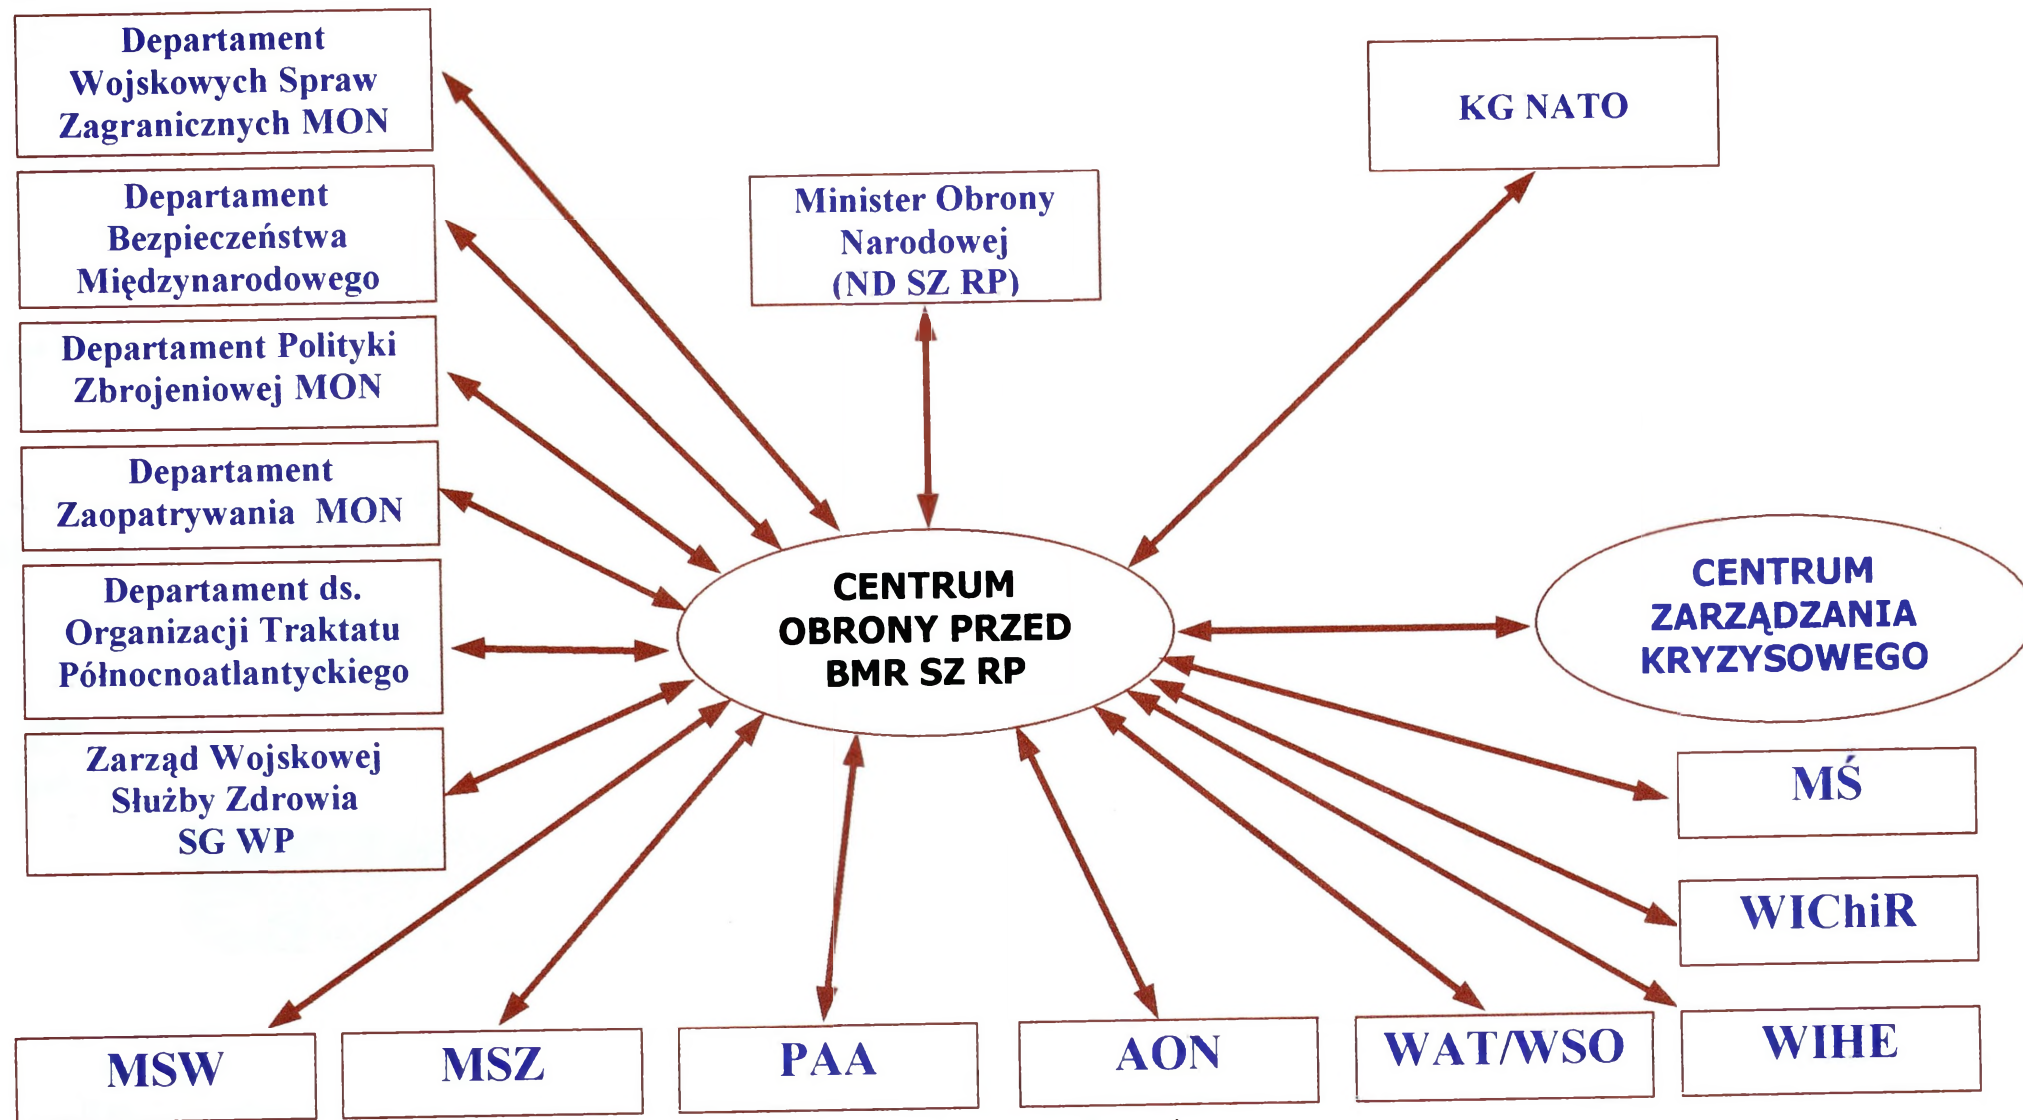 Departament
Wojskowych Spraw
Zagranicznych MON
KG NATO
Departament
Bezpieczeństwa
Międzynarodowego
Minister Obrony
Narodowej
(ND SZ RP)
Departament Polityki
Zbrojeniowej MON
Departament
Zaopatrywania MON
Departament ds.
Organizacji Traktatu
Północnoatlantyckiego
CENTRUM
OBRONY PRZED
BMR SZ RP
CENTRUM
ZARZĄDZANIA
KRYZYSOWEGO
Zarząd Wojskowej
Służby Zdrowia
SG WP
MŚ
WIChiR
MSW
MSZ
PAA
AON
WAT/WSO
WIHE